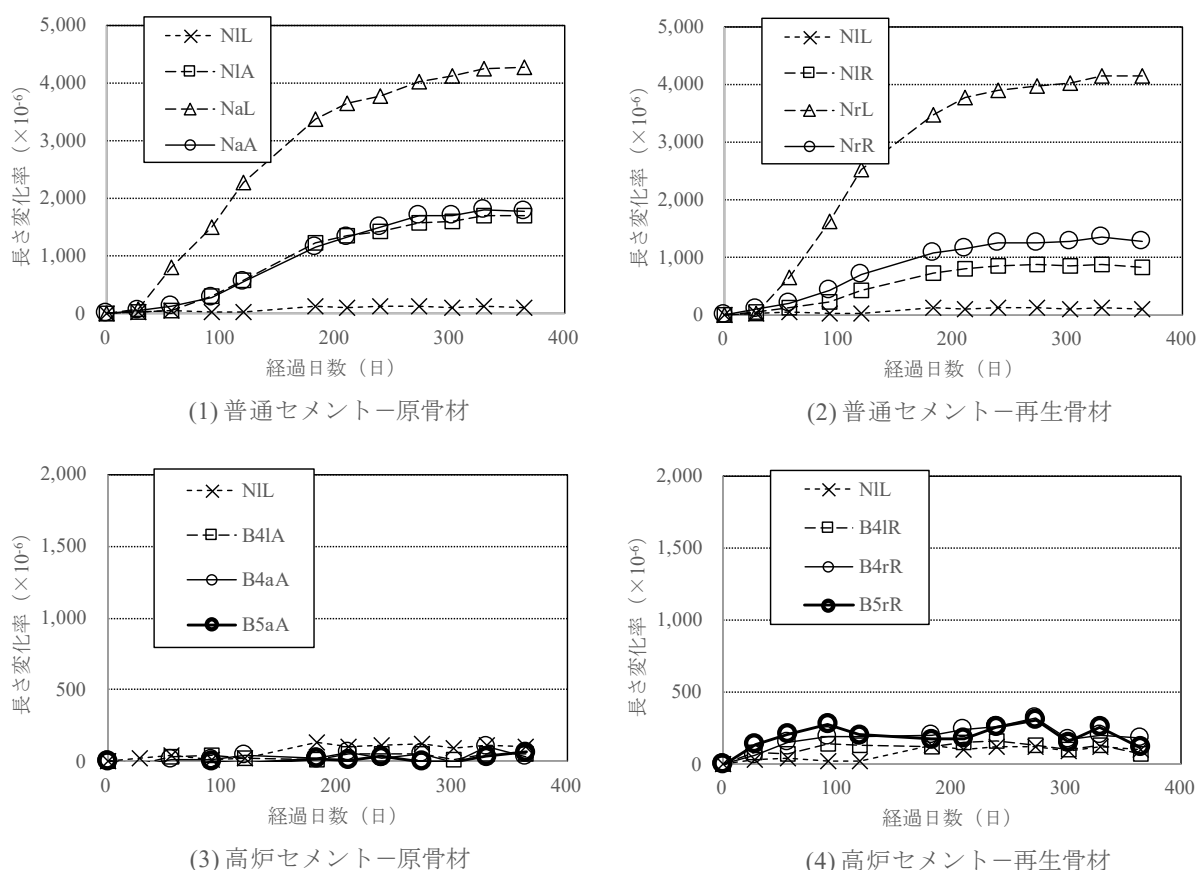 5,000
4,000
3,000
2,000
1,000
0
長さ変化率（×10-6）
NlL
NlA
NaL
NaA
0 100 200 300 400
経過日数（日）
(1) 普通セメント－原骨材
5,000
4,000
3,000
2,000
1,000
0
長さ変化率（×10-6）
NlL
NlR
NrL
NrR
0 100 200 300 400
経過日数（日）
(2) 普通セメント－再生骨材
2,000
1,500
1,000
500
0
長さ変化率（×10-6）
NlL
B4lA
B4aA
B5aA
0 100 200 300 400
経過日数（日）
(3) 高炉セメント－原骨材
2,000
1,500
1,000
500
0
長さ変化率（×10-6）
NlL
B4lR
B4rR
B5rR
0 100 200 300 400
経過日数（日）
(4) 高炉セメント－再生骨材